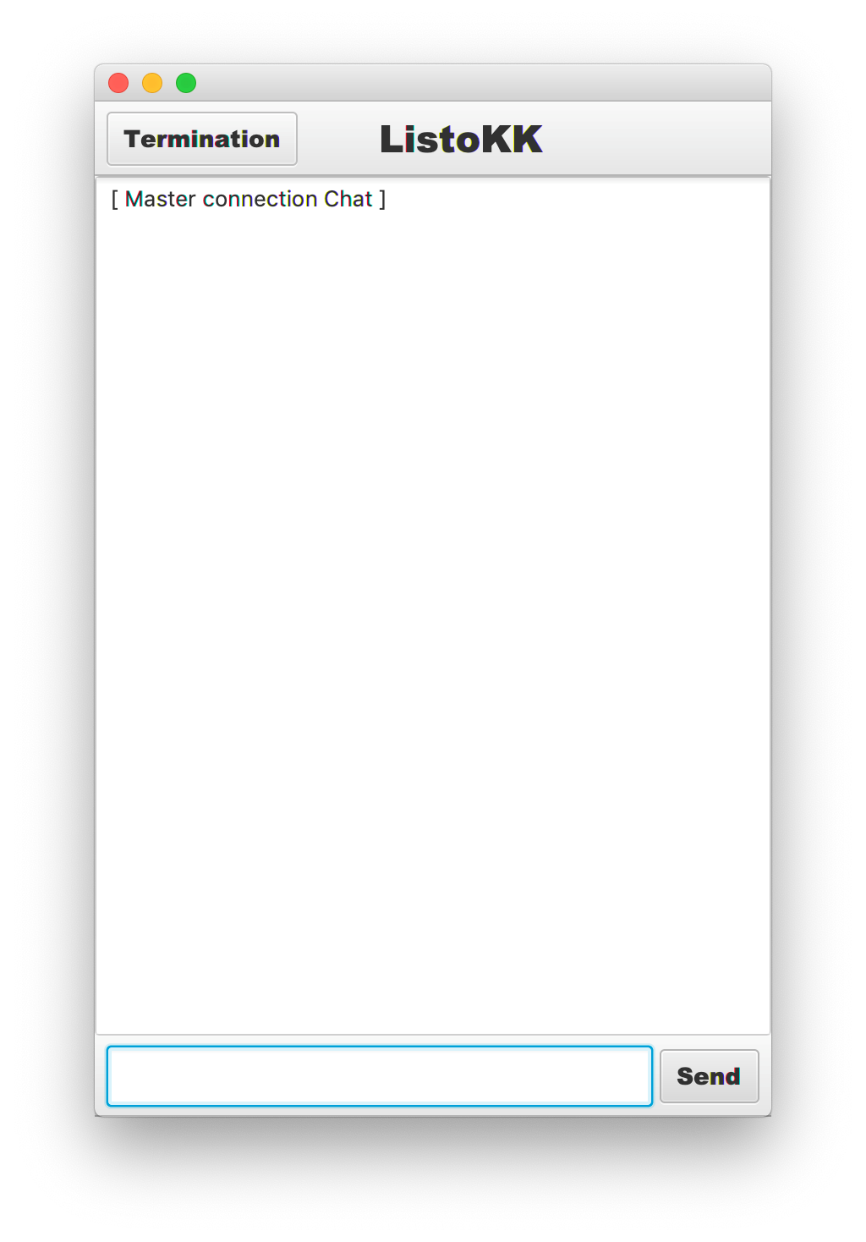 Termination
ListoKK
[ Master connection Chat ]
Send